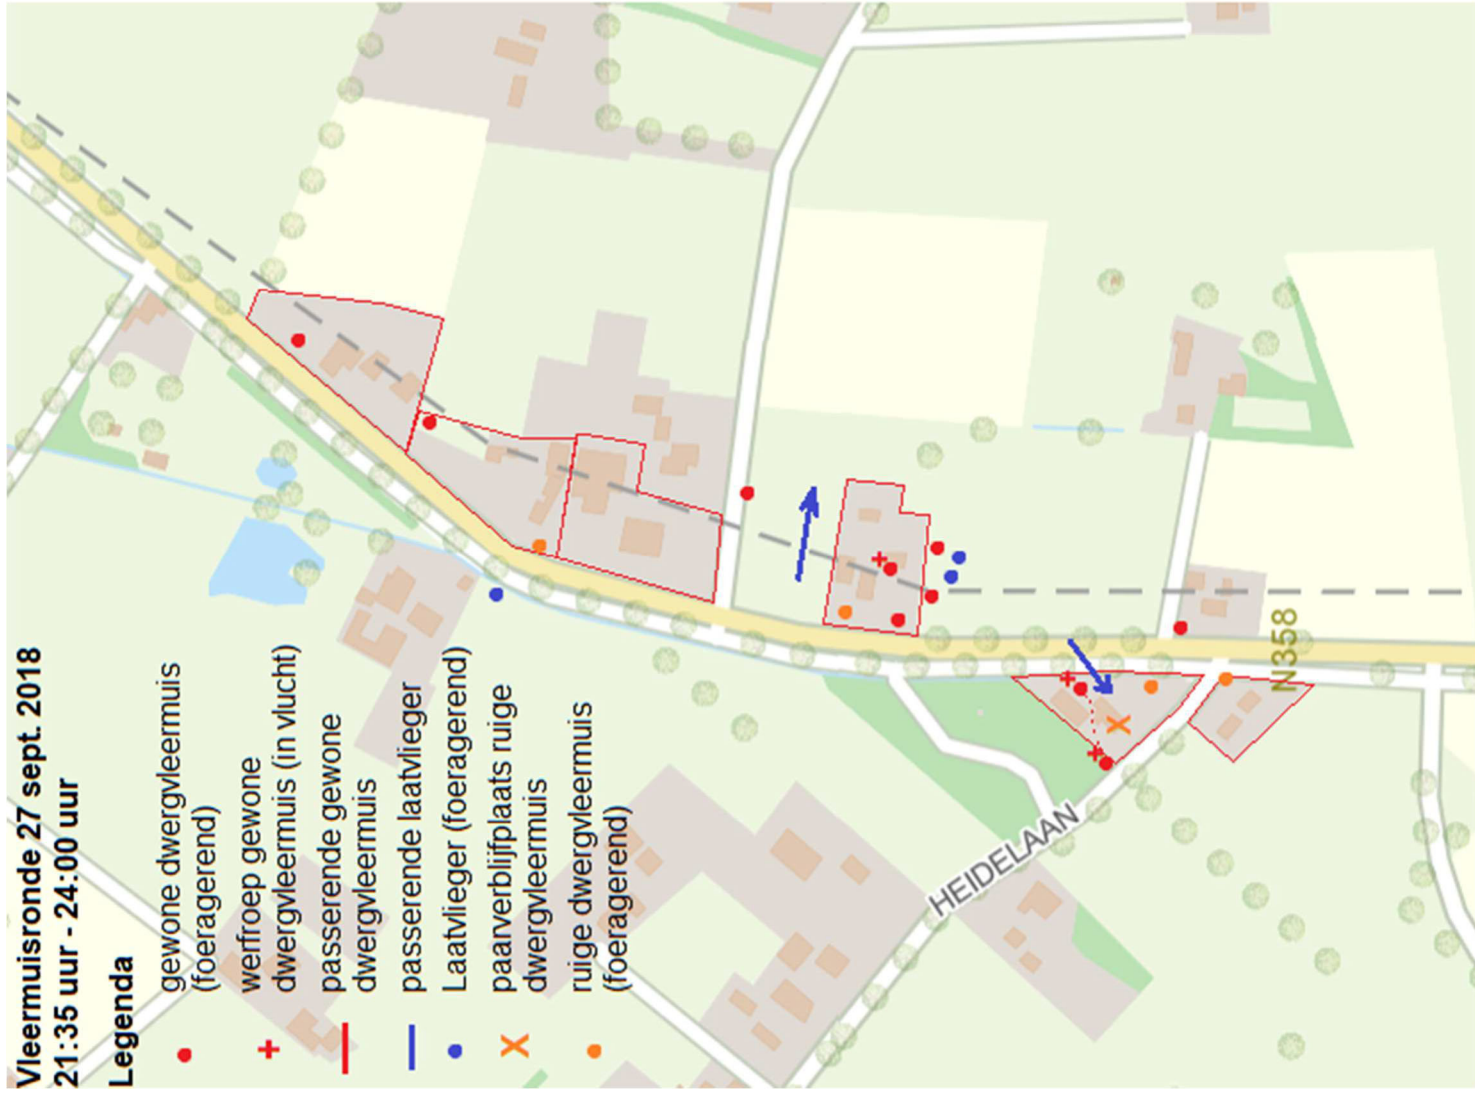 Vleermuisronde 27 sept. 2018
21:35 uur - 24:00 uur
Legenda
gewone dwergvleermuis
(foeragerend)
werfroep gewone
dwergvleermuis (in vlucht)
passerende gewone
dwergvleermuis
passerende laatvlieger
Laatvlieger (foeragerend)
paarverblijfplaats ruige
dwergvleermuis
ruige dwergvleermuis
(foeragerend)
HEIDELAAN
N358